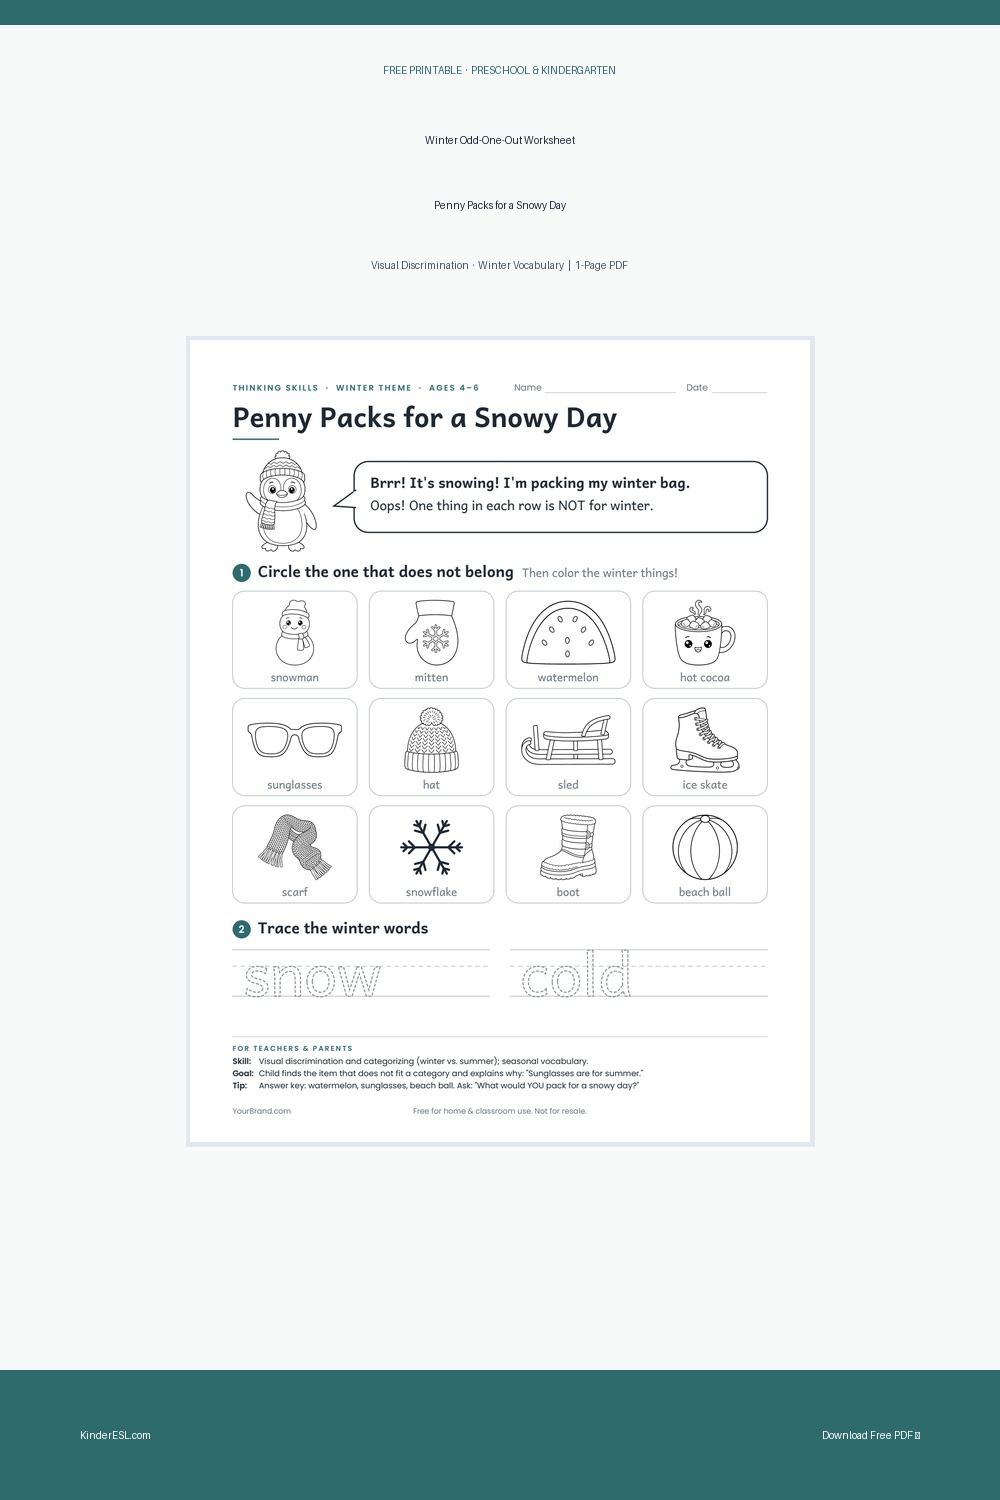 FREE PRINTABLE · PRESCHOOL & KINDERGARTEN
Winter Odd-One-Out Worksheet
Penny Packs for a Snowy Day
Visual Discrimination · Winter Vocabulary | 1-Page PDF
THINKING SKILLS · WINTER THEME · AGES 4–6 Name Date
Penny Packs for a Snowy Day
Brrr! It's snowing! I'm packing my winter bag.
Oops! One thing in each row is NOT for winter.
1 Circle the one that does not belong Then color the winter things!
snowman mitten watermelon hot cocoa
sunglasses hat sled ice skate
scarf snowflake boot beach ball
2 Trace the winter words
snow cold
FOR TEACHERS & PARENTS
Skill: Visual discrimination and categorizing (winter vs. summer); seasonal vocabulary.
Goal: Child finds the item that does not fit a category and explains why: "Sunglasses are for summer."
Tip: Answer key: watermelon, sunglasses, beach ball. Ask: "What would YOU pack for a snowy day?"
YourBrand.com Free for home & classroom use. Not for resale.
KinderESL.com Download Free PDF